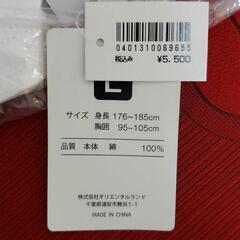 0401310069655
税込み
¥5,500
L
サイズ 身長 176~185cm
胸囲 95~105cm
品質 本体 綿 100%
株式会社オリエンタルランド
千葉県浦安市舞浜1-1
MADE IN CHINA